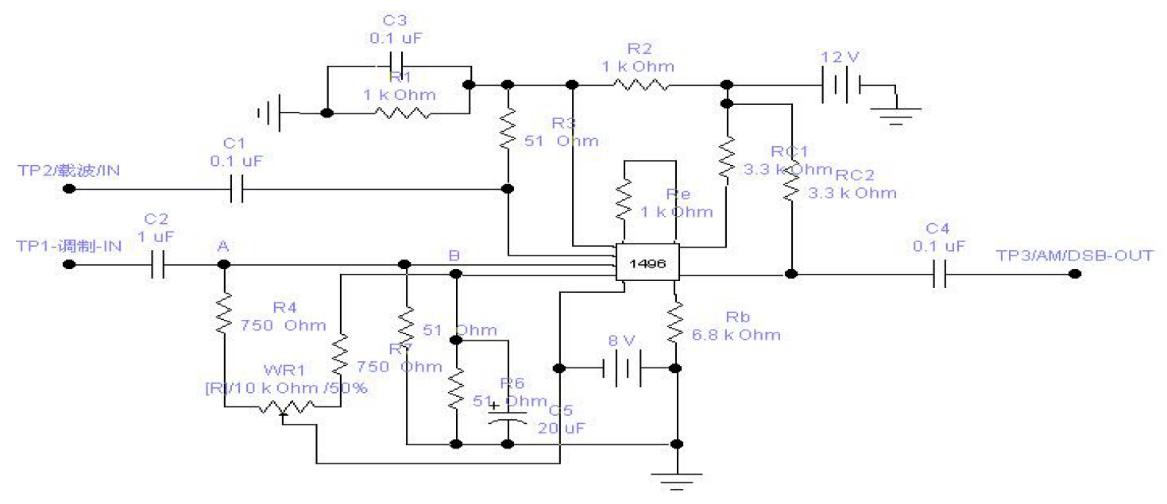 C3
0.1 uF
R1
1 k Ohm
R2
1 k Ohm
12 V
C1
0.1 uF
R3
51 Ohm
RC1
3.3 k Ohm
RC2
3.3 k Ohm
TP2/载波/IN
Re
1 k Ohm
C2
1 uF
TP1-调制-IN
A
B
1496
C4
0.1 uF
TP3/AM/DSB-OUT
R4
750 Ohm
51 Ohm
R7
750 Ohm
Rb
6.8 k Ohm
8 V
WR1
[R]/10 k Ohm /50%
R6
51 Ohm
+
C5
20 uF